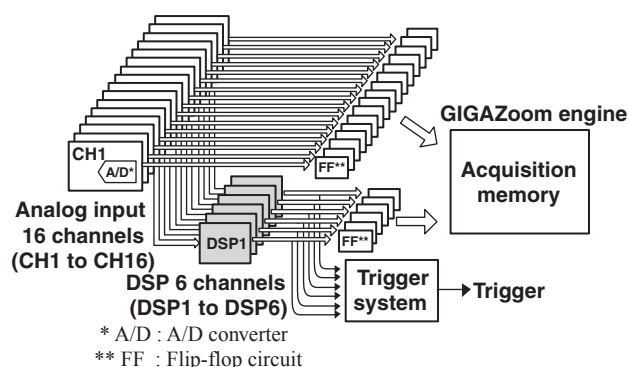 GIGAZoom engine
CH1
A/D*
FF**
Acquisition
memory
Analog input
16 channels
(CH1 to CH16)
DSP1
FF**
DSP 6 channels
(DSP1 to DSP6)
Trigger
system
Trigger
* A/D : A/D converter
** FF : Flip-flop circuit